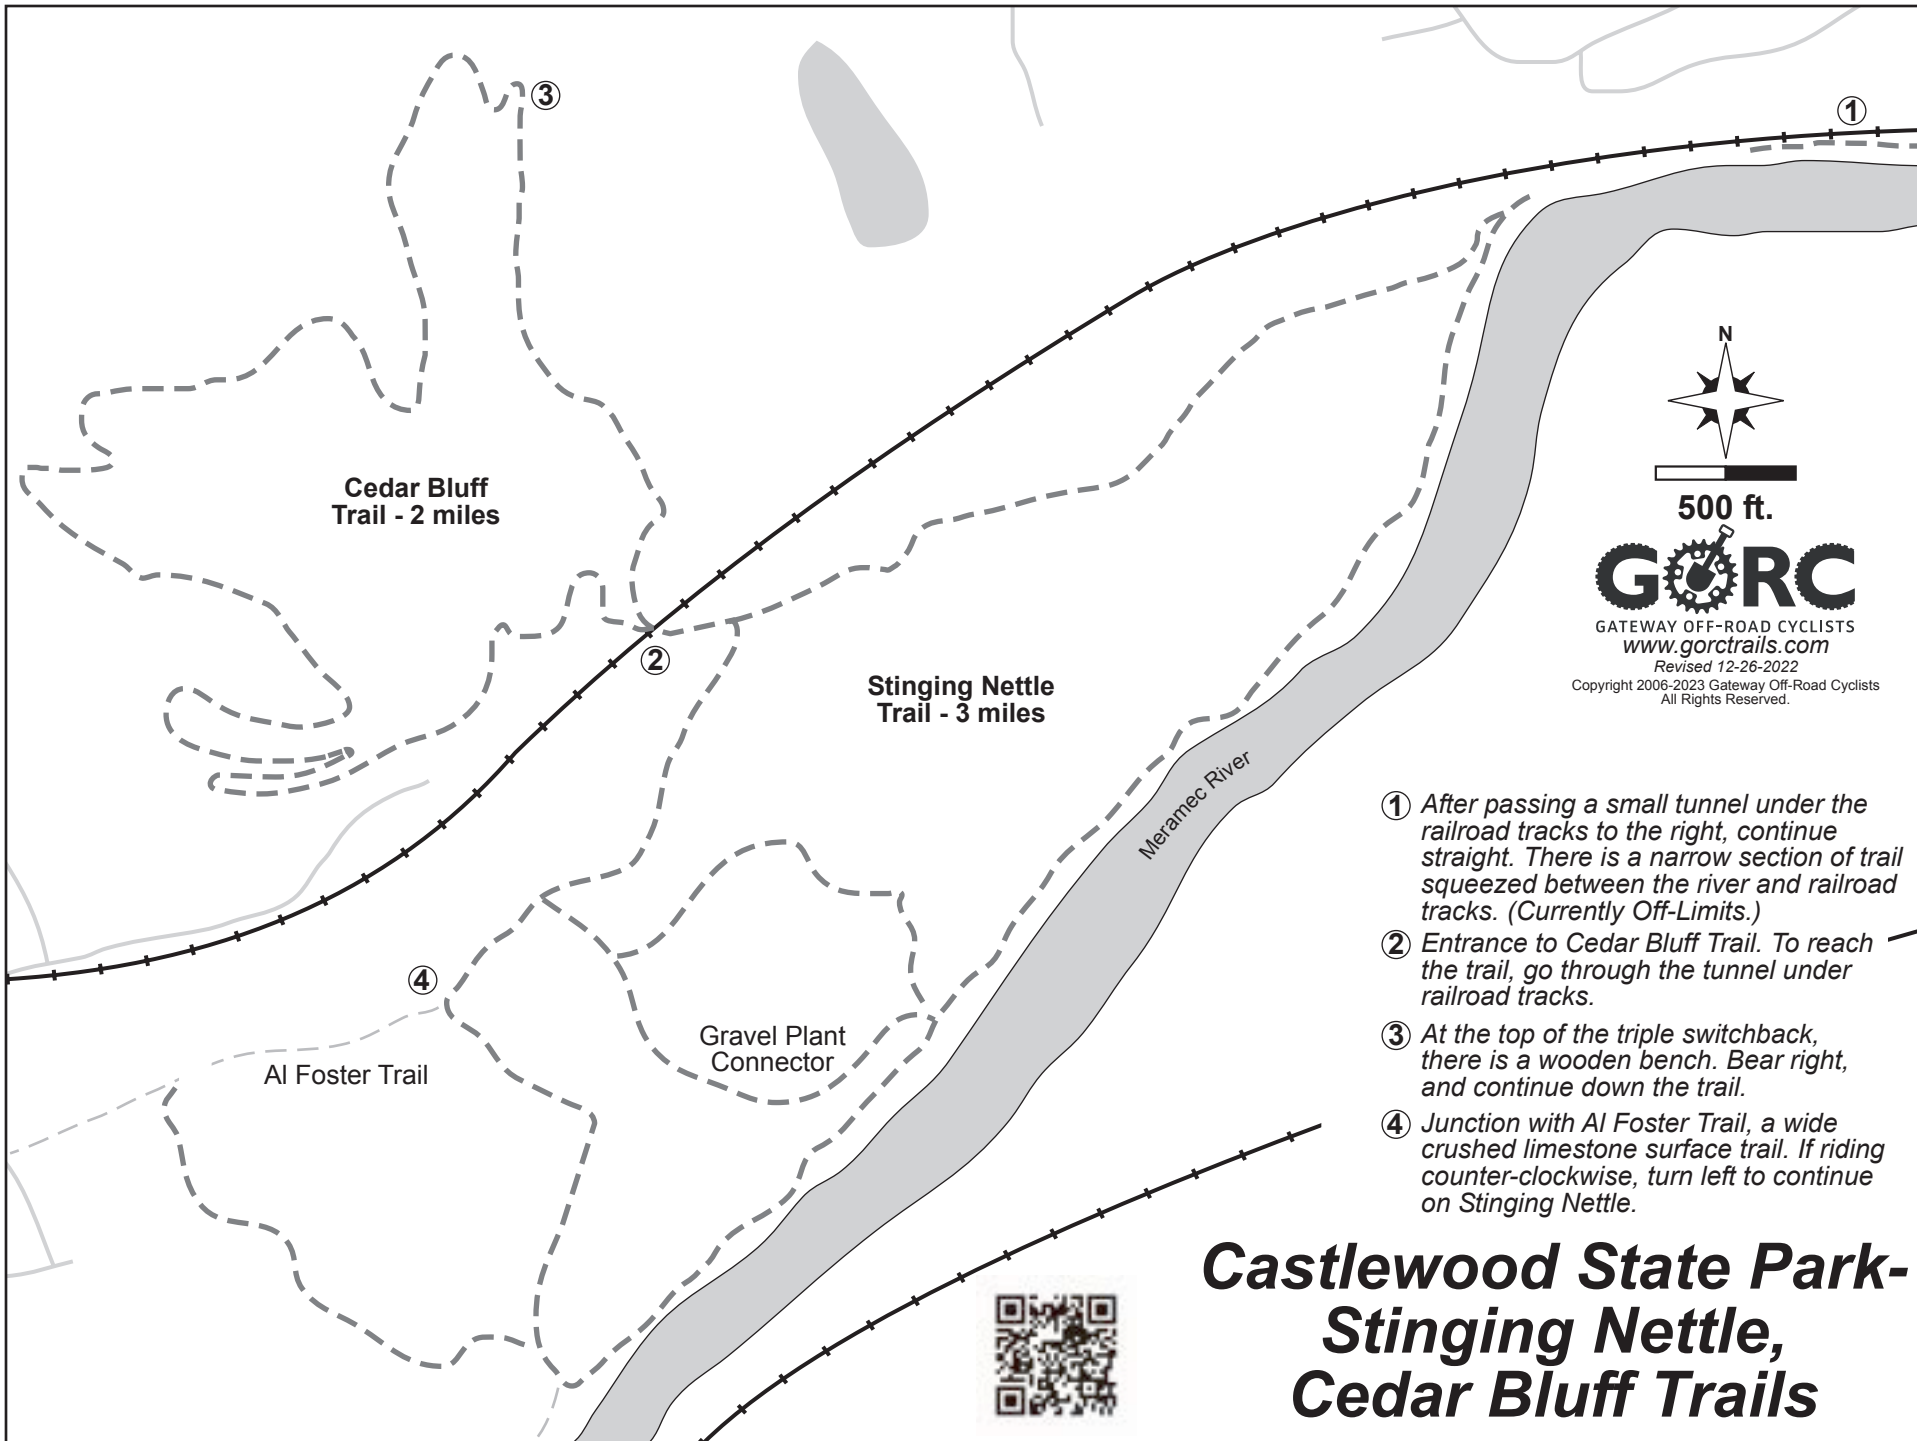 3
1
N
Cedar Bluff
Trail - 2 miles
500 ft.
GORC
GATEWAY OFF-ROAD CYCLISTS
www.gorctrails.com
Revised 12-26-2022
Copyright 2006-2023 Gateway Off-Road Cyclists
All Rights Reserved.
2
Stinging Nettle
Trail - 3 miles
Meramec River
4
Gravel Plant
Connector
Al Foster Trail
1 After passing a small tunnel under the
railroad tracks to the right, continue
straight. There is a narrow section of trail
squeezed between the river and railroad
tracks. (Currently Off-Limits.)
2 Entrance to Cedar Bluff Trail. To reach
the trail, go through the tunnel under
railroad tracks.
3 At the top of the triple switchback,
there is a wooden bench. Bear right,
and continue down the trail.
4 Junction with Al Foster Trail, a wide
crushed limestone surface trail. If riding
counter-clockwise, turn left to continue
on Stinging Nettle.
Castlewood State Park-
Stinging Nettle,
Cedar Bluff Trails